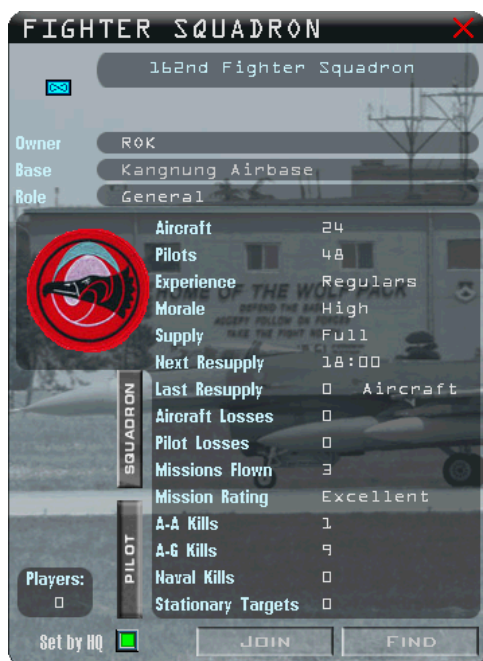 FIGHTER SQUADRON
162nd Fighter Squadron
Owner ROK
Base Kangnung Airbase
Role General
Aircraft 24
Pilots 48
Experience Regulars
Morale High
Supply Full
Next Resupply 18:00
Last Resupply 0 Aircraft
Aircraft Losses 0
Pilot Losses 0
Missions Flown 3
Mission Rating Excellent
A-A Kills 1
A-G Kills 9
Naval Kills 0
Stationary Targets 0
SQUADRON
PILOT
Players:
0
Set by HQ
JOIN
FIND
HOME OF THE WOLF PACK